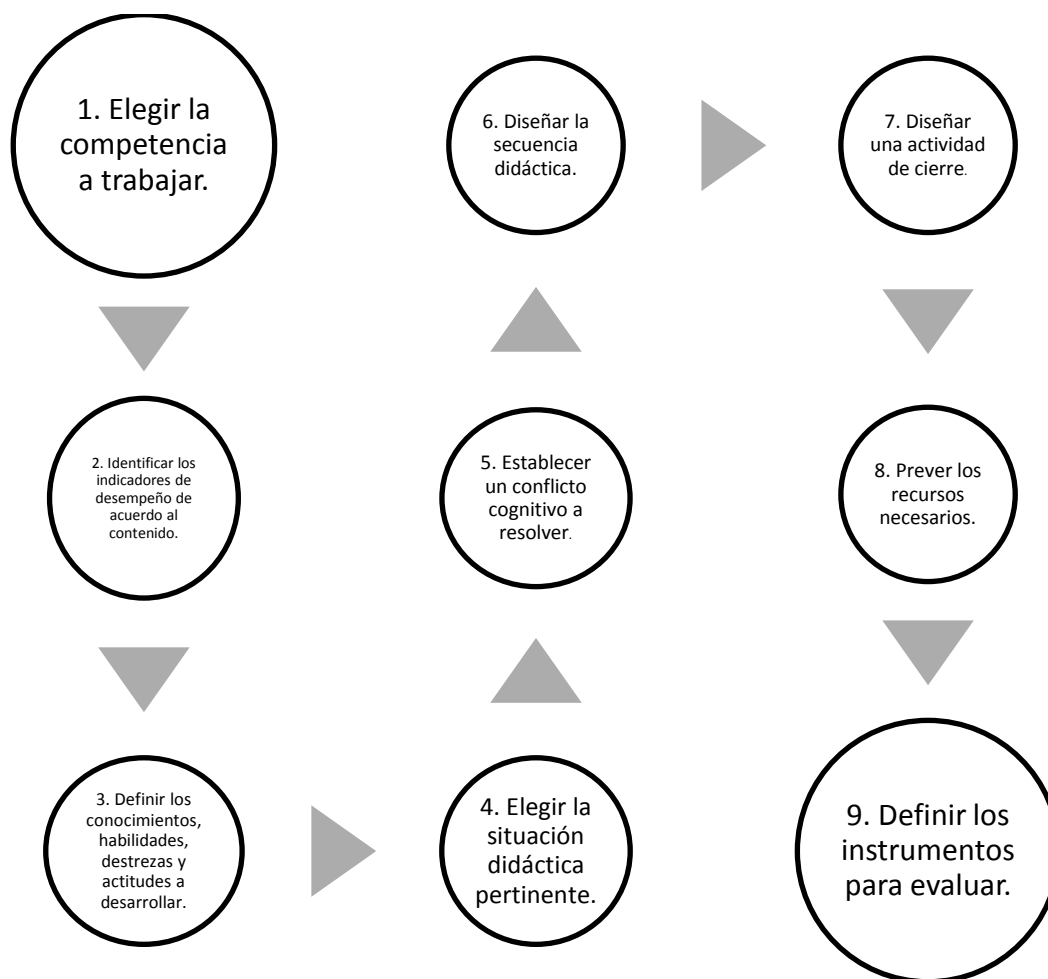 1. Elegir la
competencia
a trabajar.
2. Identificar los
indicadores de
desempeño de
acuerdo al
contenido.
3. Definir los
conocimientos,
habilidades,
destrezas y
actitudes a
desarrollar.
4. Elegir la
situación
didáctica
pertinente.
5. Establecer
un conflicto
cognitivo a
resolver.
6. Diseñar la
secuencia
didáctica.
7. Diseñar
una actividad
de cierre.
8. Prever los
recursos
necesarios.
9. Definir los
instrumentos
para evaluar.